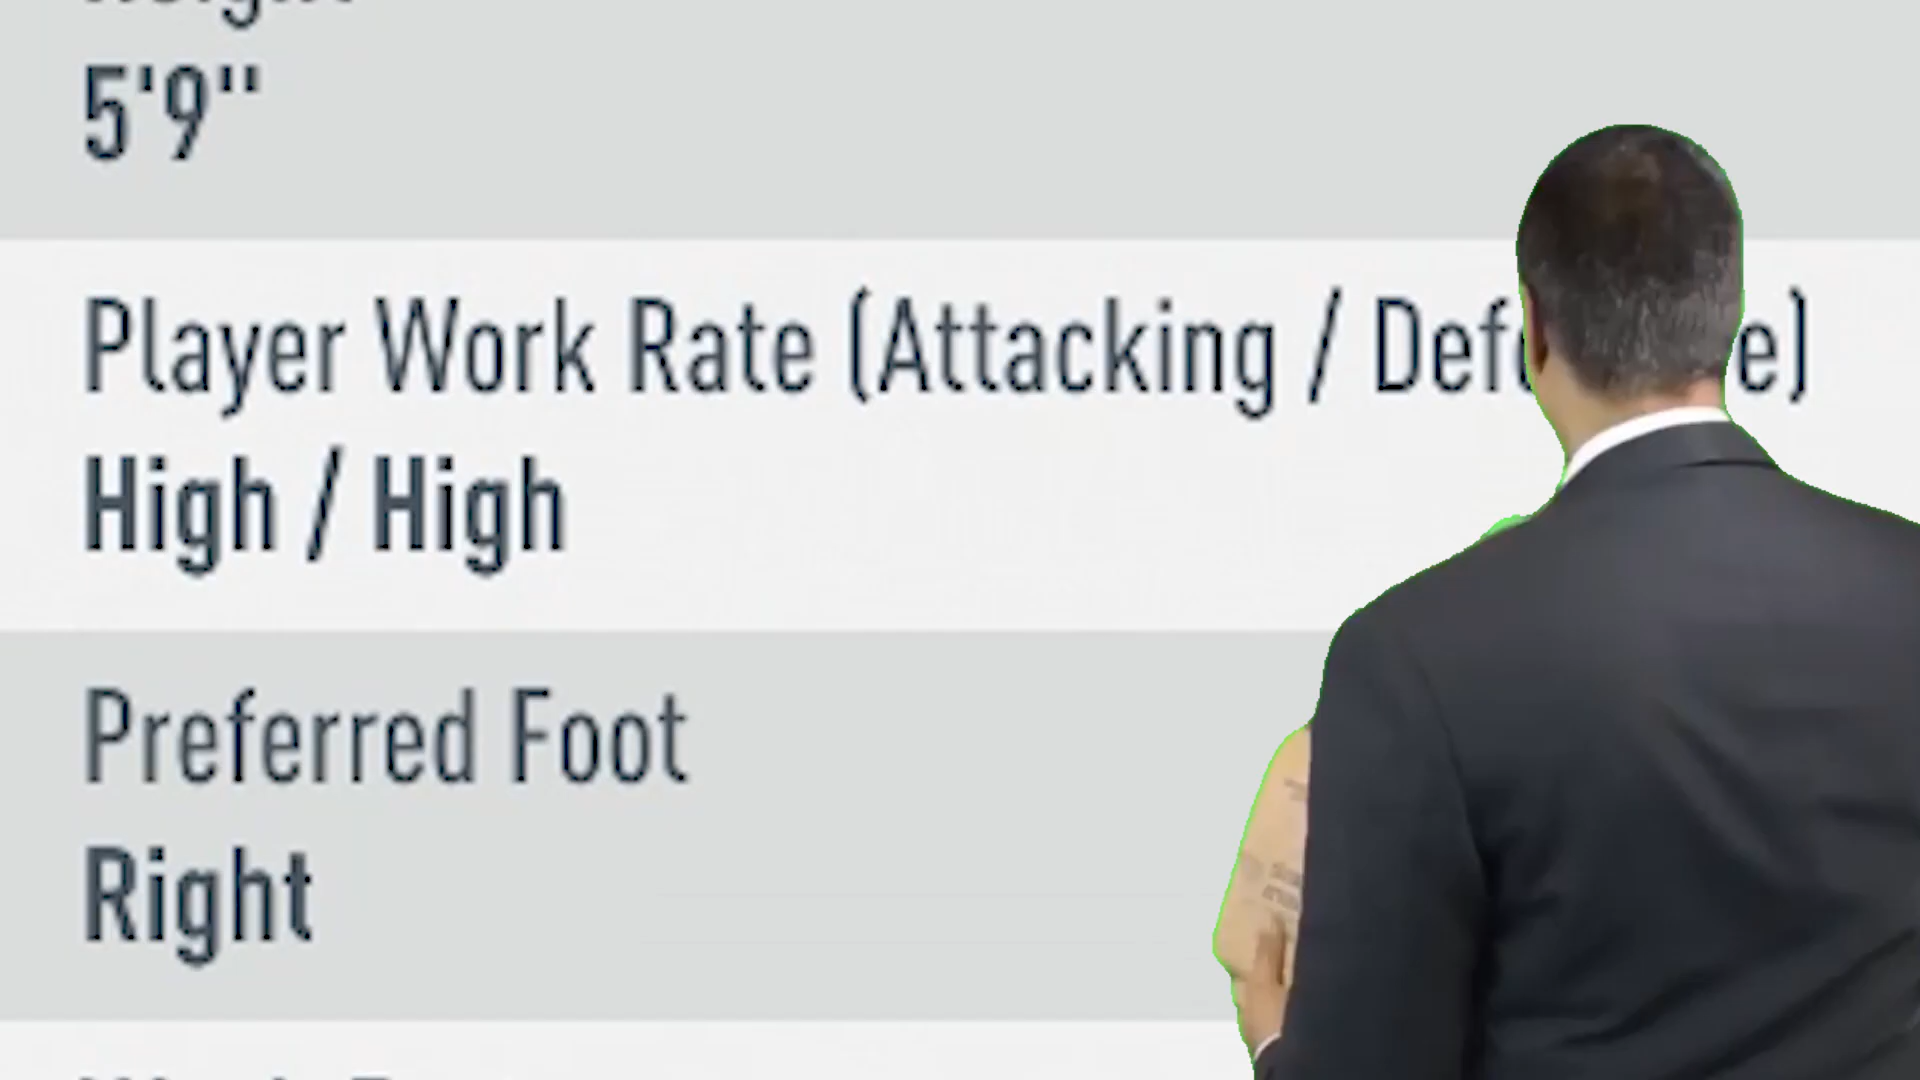 5'9"
Player Work Rate (Attacking /
High / High
Preferred Foot
Right